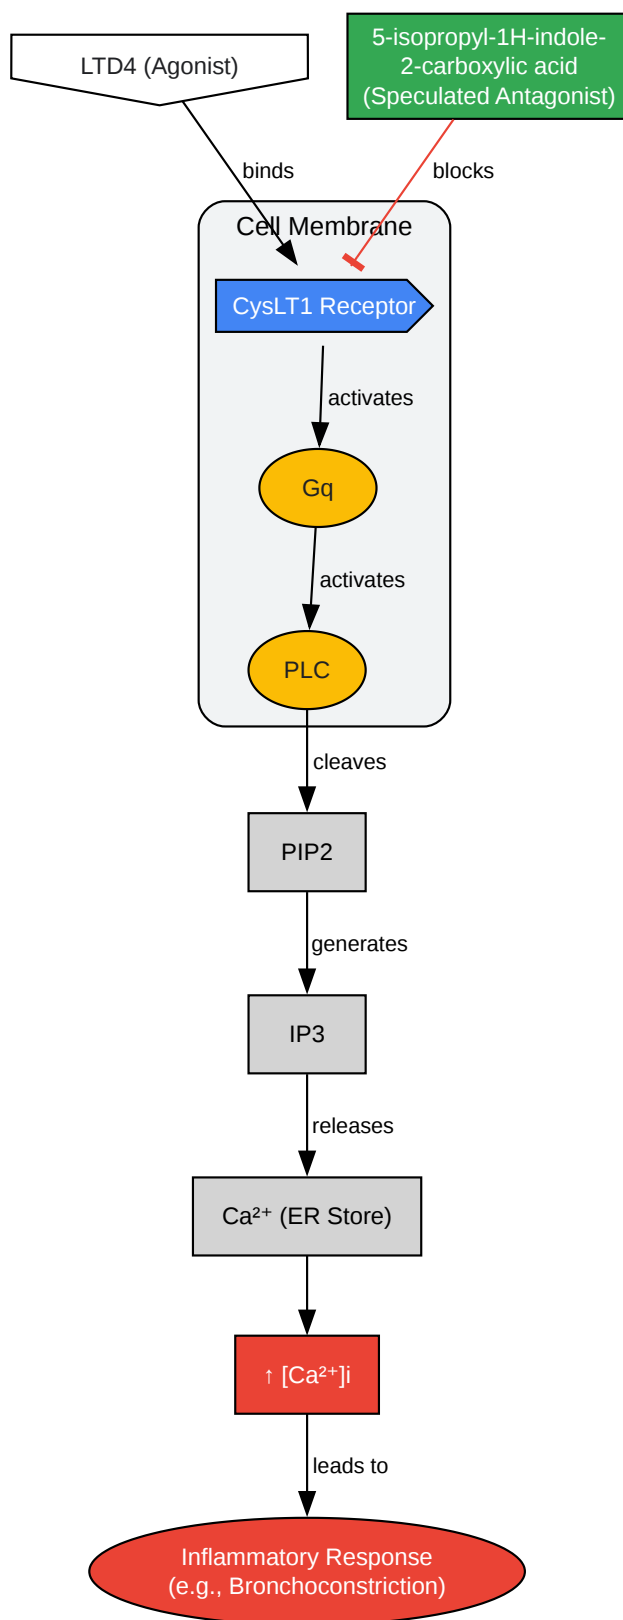 LTD4 (Agonist)
5-isopropyl-1H-indole-
2-carboxylic acid
(Speculated Antagonist)
binds
blocks
Cell Membrane
CysLT1 Receptor
activates
Gq
activates
PLC
cleaves
PIP2
generates
IP3
releases
Ca²⁺ (ER Store)
↑ [Ca²⁺]i
leads to
Inflammatory Response
(e.g., Bronchoconstriction)